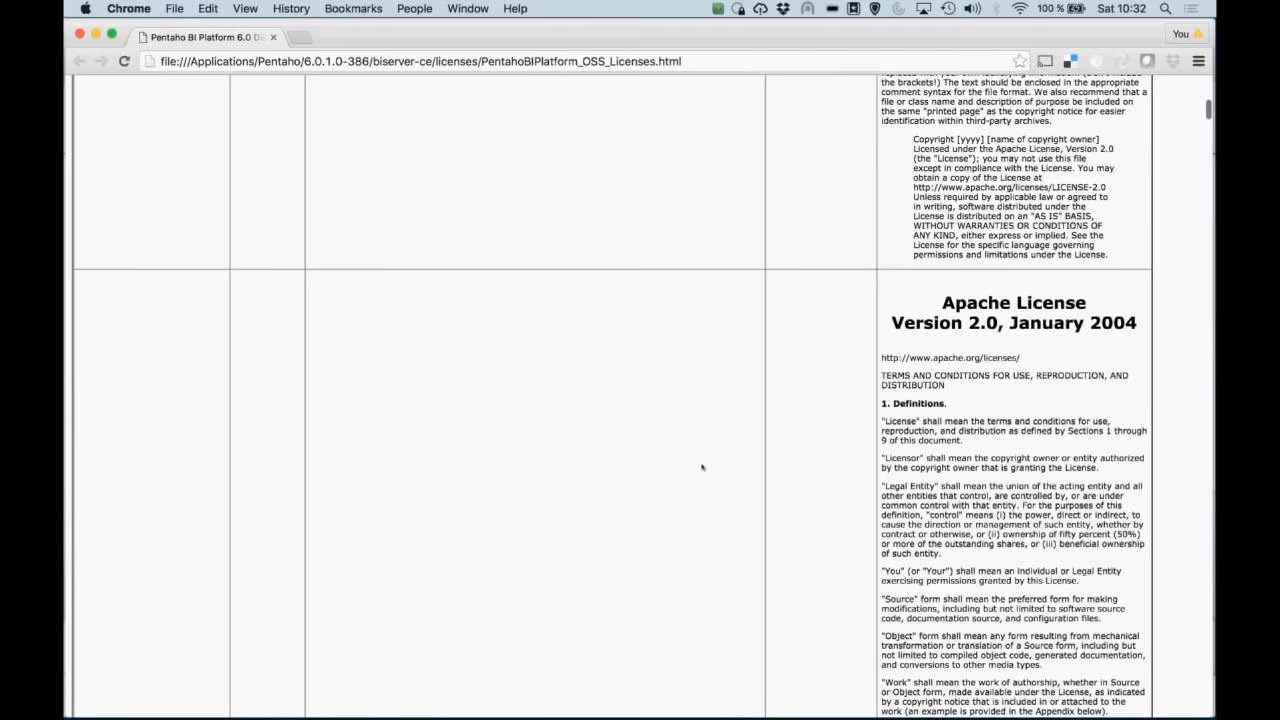 Chrome File Edit View History Bookmarks People Window Help 100 % Sat 10:32
Pentaho BI Platform 6.0 Di
You
file:///Applications/Pentaho/6.0.1.0-386/biserver-ce/licenses/PentahoBIPlatform_OSS_Licenses.html
the brackets!) The text should be enclosed in the appropriate
comment syntax for the file format. We also recommend that a
file or class name and description of purpose be included on
the same "printed page" as the copyright notice for easier
identification within third-party archives.
Copyright [yyyy] [name of copyright owner]
Licensed under the Apache License, Version 2.0
(the "License"); you may not use this file
except in compliance with the License. You may
obtain a copy of the License at
http://www.apache.org/licenses/LICENSE-2.0
Unless required by applicable law or agreed to
in writing, software distributed under the
License is distributed on an "AS IS" BASIS,
WITHOUT WARRANTIES OR CONDITIONS OF
ANY KIND, either express or implied. See the
License for the specific language governing
permissions and limitations under the License.
Apache License
Version 2.0, January 2004
http://www.apache.org/licenses/
TERMS AND CONDITIONS FOR USE, REPRODUCTION, AND
DISTRIBUTION
1. Definitions.
"License" shall mean the terms and conditions for use,
reproduction, and distribution as defined by Sections 1 through
9 of this document.
"Licensor" shall mean the copyright owner or entity authorized
by the copyright owner that is granting the License.
"Legal Entity" shall mean the union of the acting entity and all
other entities that control, are controlled by, or are under
common control with that entity. For the purposes of this
definition, "control" means (i) the power, direct or indirect, to
cause the direction or management of such entity, whether by
contract or otherwise, or (ii) ownership of fifty percent (50%)
or more of the outstanding shares, or (iii) beneficial ownership
of such entity.
"You" (or "Your") shall mean an individual or Legal Entity
exercising permissions granted by this License.
"Source" form shall mean the preferred form for making
modifications, including but not limited to software source
code, documentation source, and configuration files.
"Object" form shall mean any form resulting from mechanical
transformation or translation of a Source form, including but
not limited to compiled object code, generated documentation,
and conversions to other media types.
"Work" shall mean the work of authorship, whether in Source
or Object form, made available under the License, as indicated
by a copyright notice that is included in or attached to the
work (an example is provided in the Appendix below).